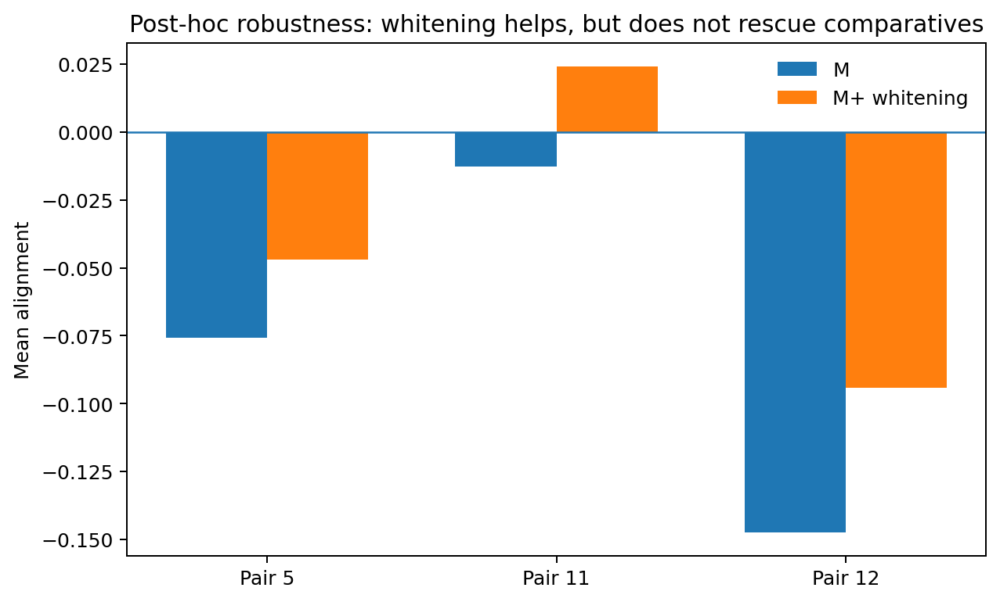 Post-hoc robustness: whitening helps, but does not rescue comparatives
M
M+ whitening
Mean alignment
0.025
0.000
−0.025
−0.050
−0.075
−0.100
−0.125
−0.150
Pair 5
Pair 11
Pair 12